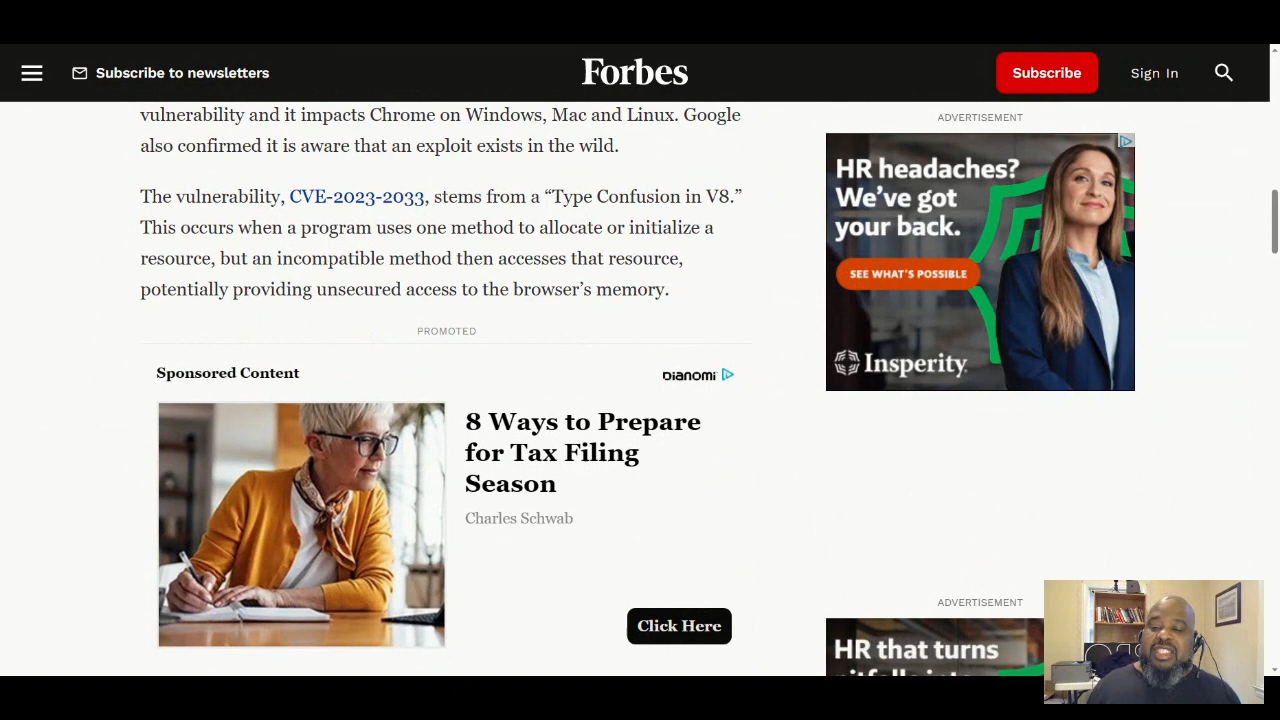 Subscribe to newsletters
Forbes
Subscribe
Sign In
vulnerability and it impacts Chrome on Windows, Mac and Linux. Google
also confirmed it is aware that an exploit exists in the wild.
The vulnerability, CVE-2023-2033, stems from a “Type Confusion in V8.”
This occurs when a program uses one method to allocate or initialize a
resource, but an incompatible method then accesses that resource,
potentially providing unsecured access to the browser’s memory.
PROMOTED
Sponsored Content
DIANOMI
8 Ways to Prepare
for Tax Filing
Season
Charles Schwab
Click Here
ADVERTISEMENT
HR headaches?
We’ve got
your back.
SEE WHAT’S POSSIBLE
Insperity
ADVERTISEMENT
HR that turns